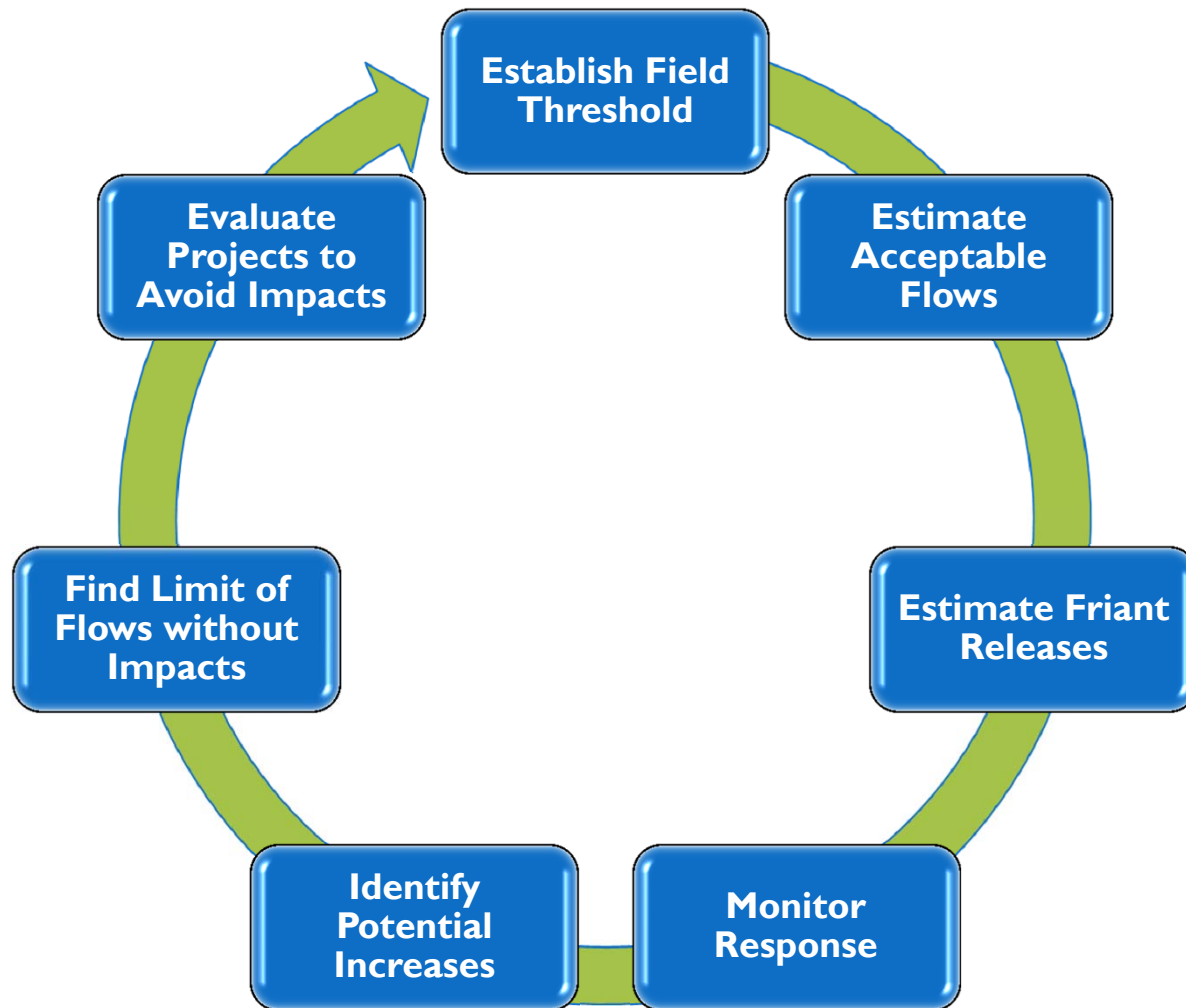 Establish Field
Threshold
Estimate
Acceptable
Flows
Estimate Friant
Releases
Monitor
Response
Identify
Potential
Increases
Find Limit of
Flows without
Impacts
Evaluate
Projects to
Avoid Impacts